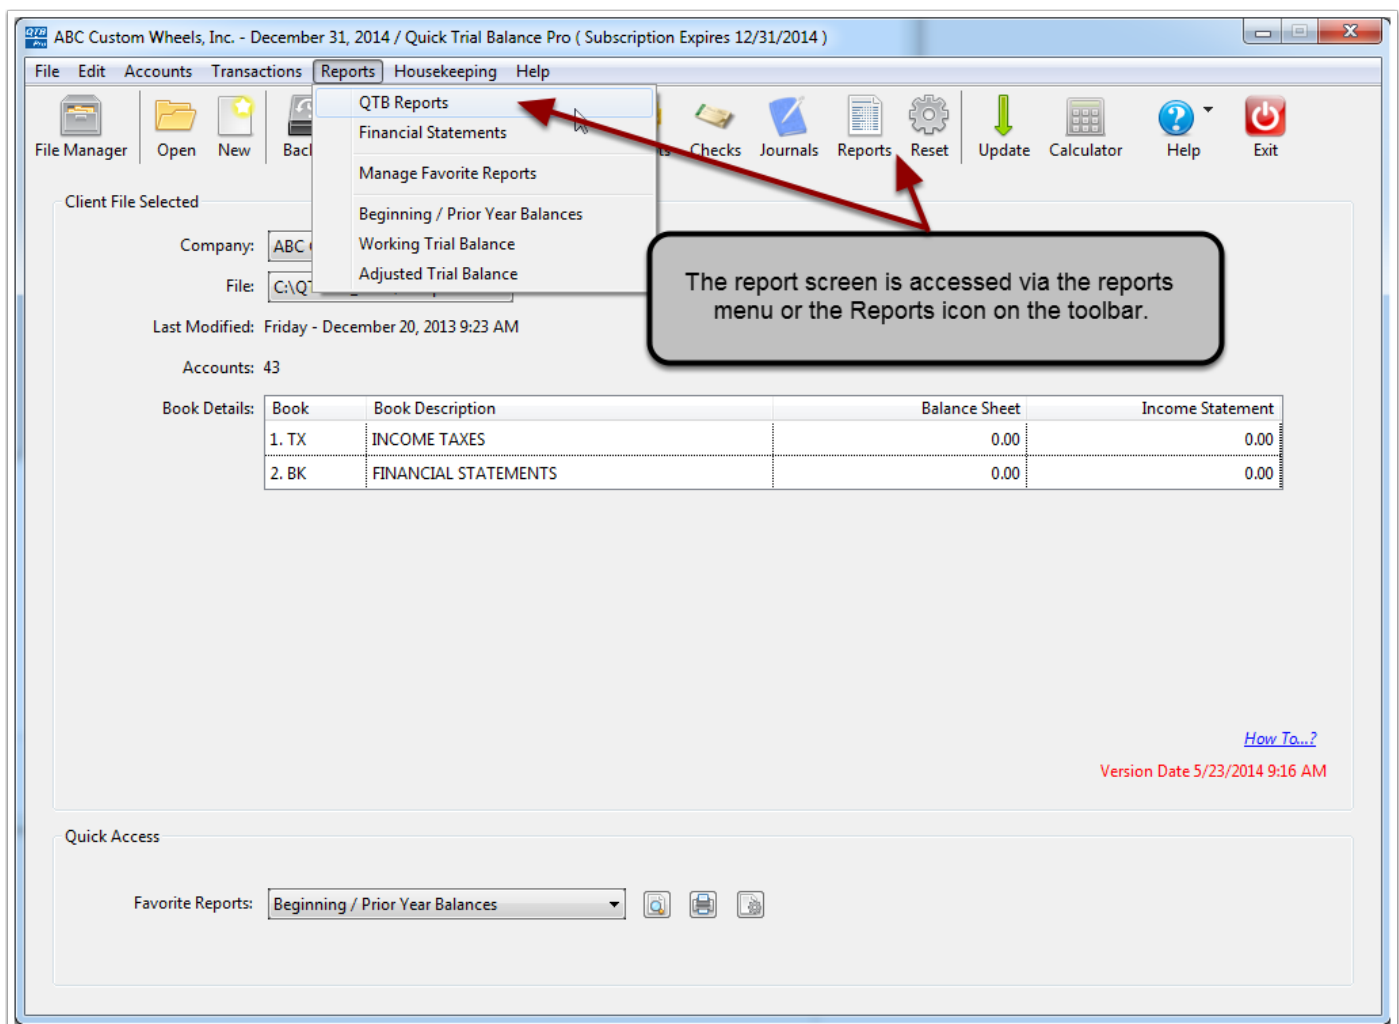 QTB Pro ABC Custom Wheels, Inc. - December 31, 2014 / Quick Trial Balance Pro ( Subscription Expires 12/31/2014 )
File Edit Accounts Transactions Reports Housekeeping Help
QTB Reports
Financial Statements
Manage Favorite Reports
Beginning / Prior Year Balances
Working Trial Balance
Adjusted Trial Balance
File Manager Open New Checks Journals Reports Reset Update Calculator Help Exit
The report screen is accessed via the reports
menu or the Reports icon on the toolbar.
Client File Selected
Company: ABC
File:
Last Modified: Friday - December 20, 2013 9:23 AM
Accounts: 43
Book Details: Book Book Description Balance Sheet Income Statement
1. TX INCOME TAXES 0.00 0.00
2. BK FINANCIAL STATEMENTS 0.00 0.00
How To...?
Version Date 5/23/2014 9:16 AM
Quick Access
Favorite Reports: Beginning / Prior Year Balances